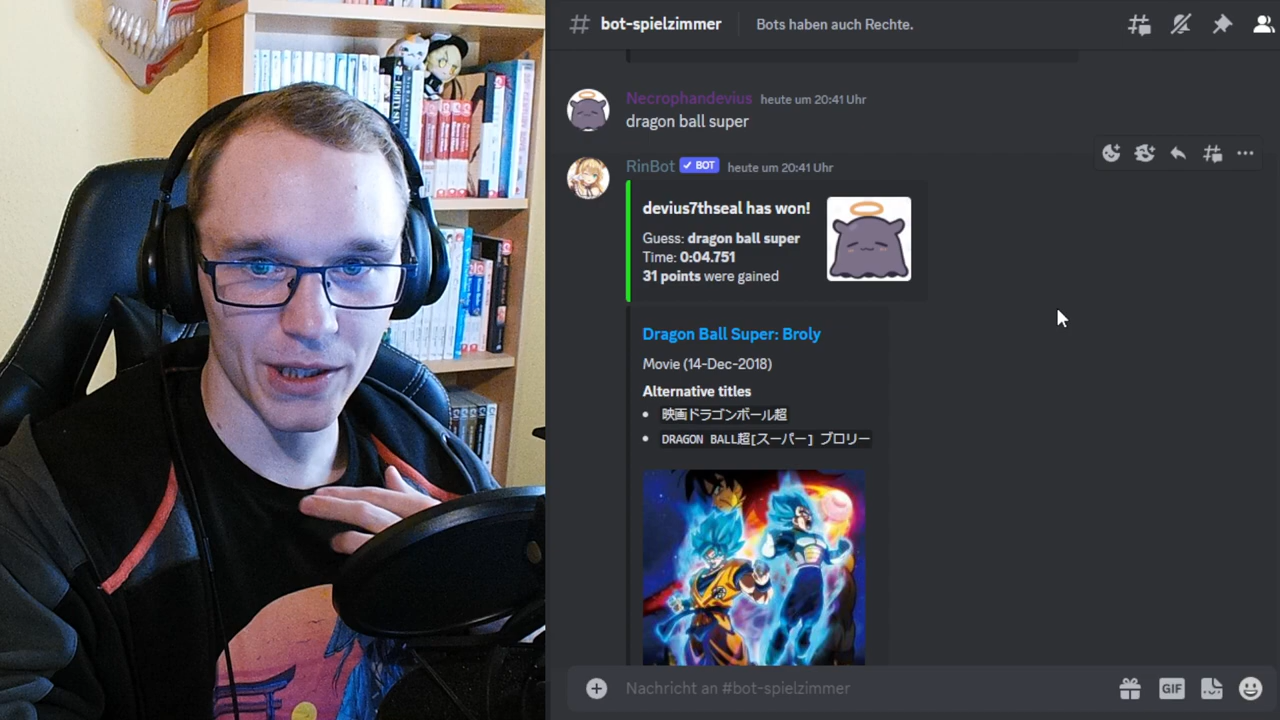 bot-spielzimmer
Bots haben auch Rechte.
Necrophandevius heute um 20:41 Uhr
dragon ball super
RinBot BOT heute um 20:41 Uhr
devius7thseal has won!
Guess: dragon ball super
Time: 0:04.751
31 points were gained
Dragon Ball Super: Broly
Movie (14-Dec-2018)
Alternative titles
映画ドラゴンボール超
DRAGON BALL超[スーパー] ブロリー
Nachricht an #bot-spielzimmer
GIF